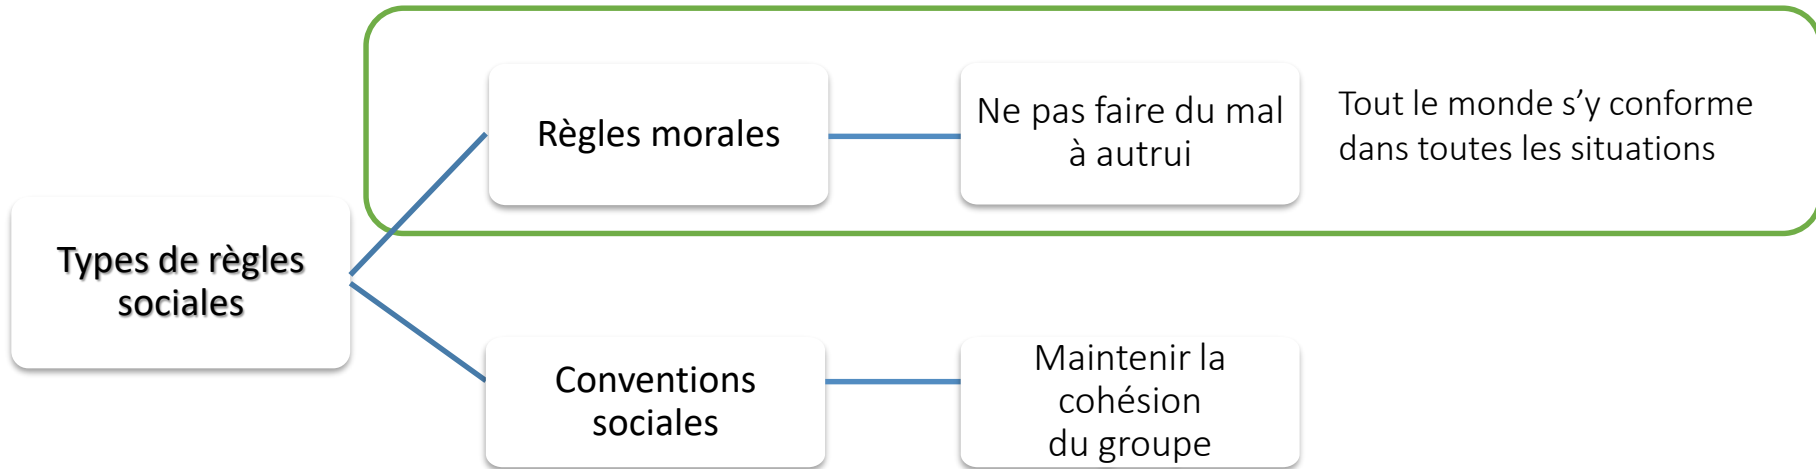 Règles morales
Ne pas faire du mal
à autrui
Tout le monde s’y conforme
dans toutes les situations
Types de règles
sociales
Conventions
sociales
Maintenir la
cohésion
du groupe